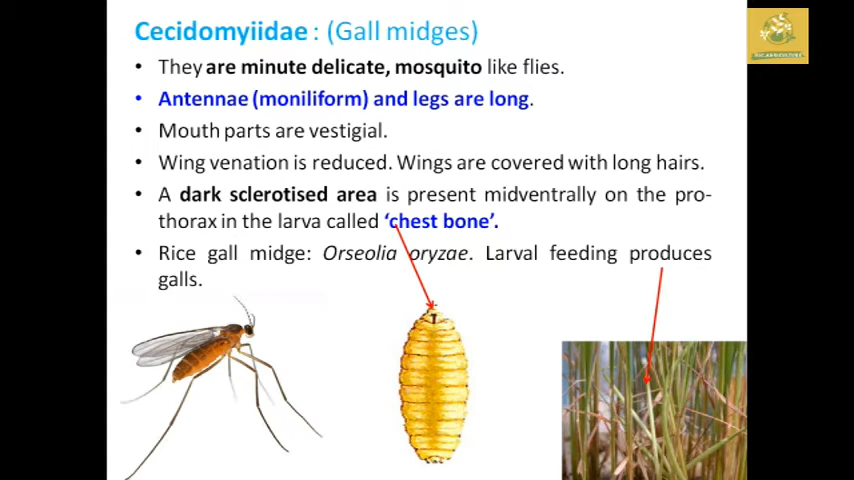 Cecidomyiidae : (Gall midges)
• They are minute delicate, mosquito like flies.
• Antennae (moniliform) and legs are long.
• Mouth parts are vestigial.
• Wing venation is reduced. Wings are covered with long hairs.
• A dark sclerotised area is present midventrally on the pro-
thorax in the larva called ‘chest bone’.
• Rice gall midge: Orseolia oryzae. Larval feeding produces
galls.